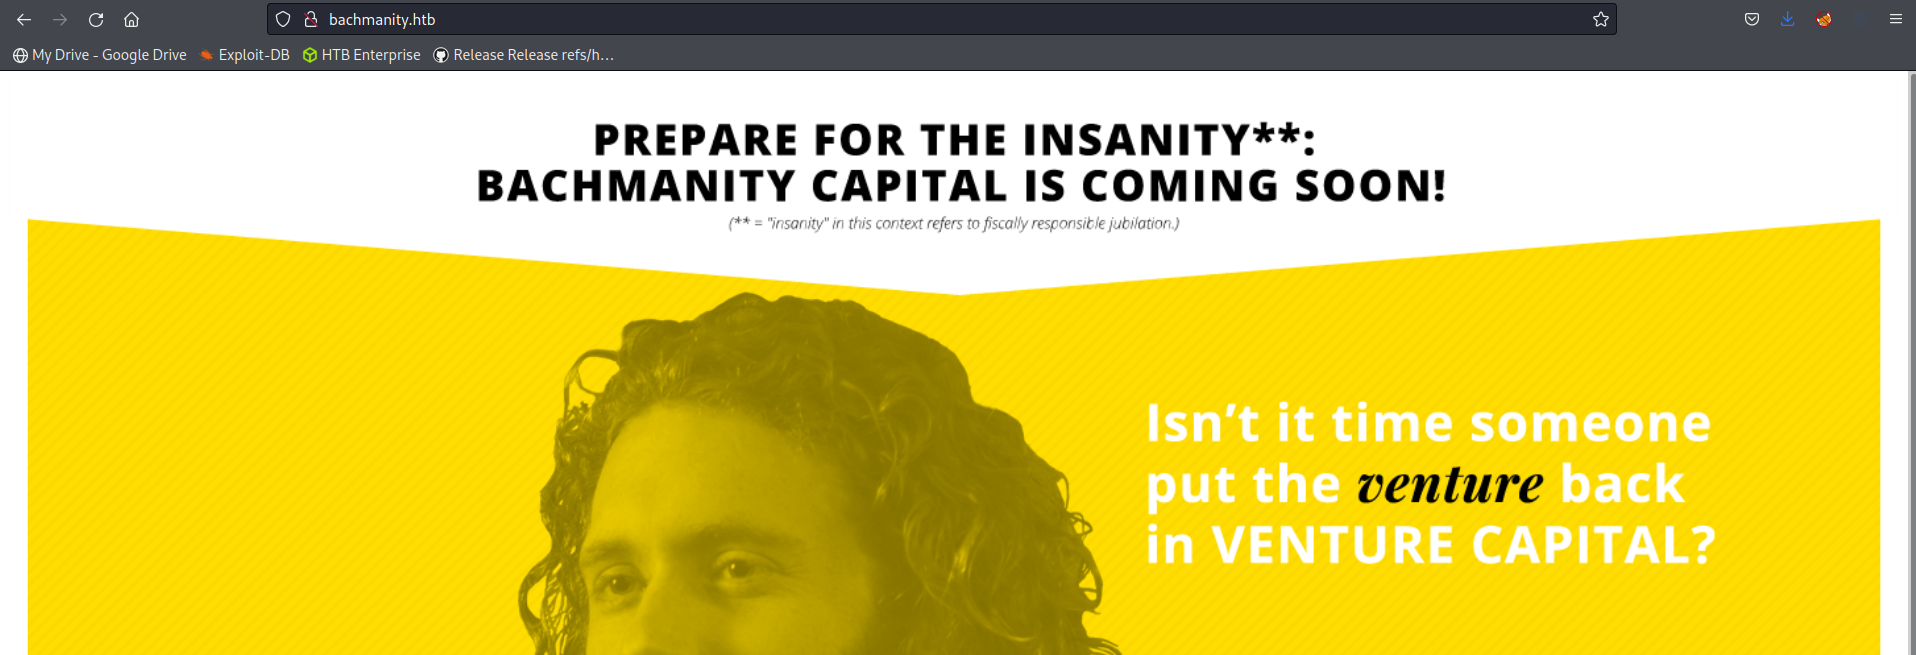 bachmanity.htb
My Drive - Google Drive
Exploit-DB
HTB Enterprise
Release Release refs/h...
PREPARE FOR THE INSANITY**:
BACHMANITY CAPITAL IS COMING SOON!
(** = "insanity" in this context refers to fiscally responsible jubilation.)
Isn’t it time someone
put the venture back
in VENTURE CAPITAL?